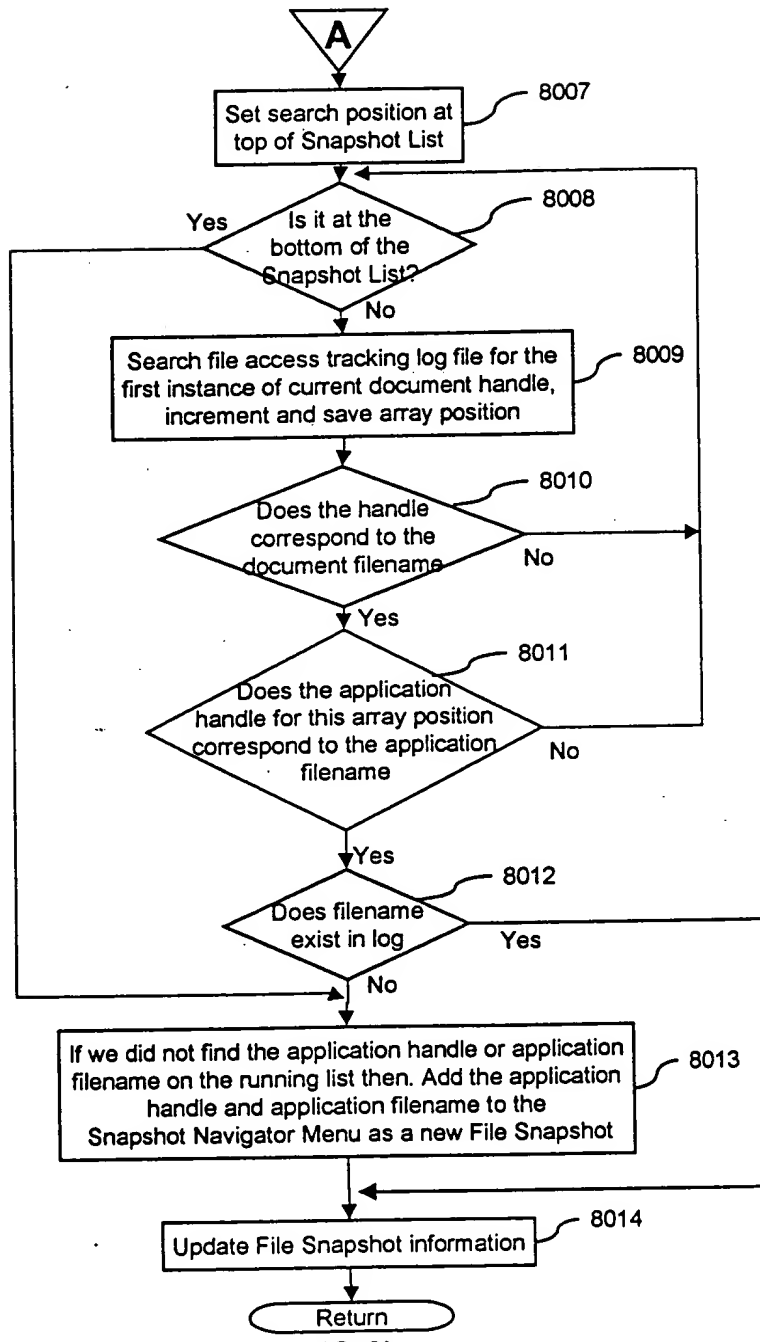 A
Set search position at
top of Snapshot List
8007
Yes
Is it at the
bottom of the
Snapshot List?
8008
No
Search file access tracking log file for the
first instance of current document handle,
increment and save array position
8009
Does the handle
correspond to the
document filename
8010
No
Yes
Does the application
handle for this array position
correspond to the application
filename
8011
No
Yes
Does filename
exist in log
8012
Yes
No
If we did not find the application handle or application
filename on the running list then. Add the application
handle and application filename to the
Snapshot Navigator Menu as a new File Snapshot
8013
Update File Snapshot information
8014
Return